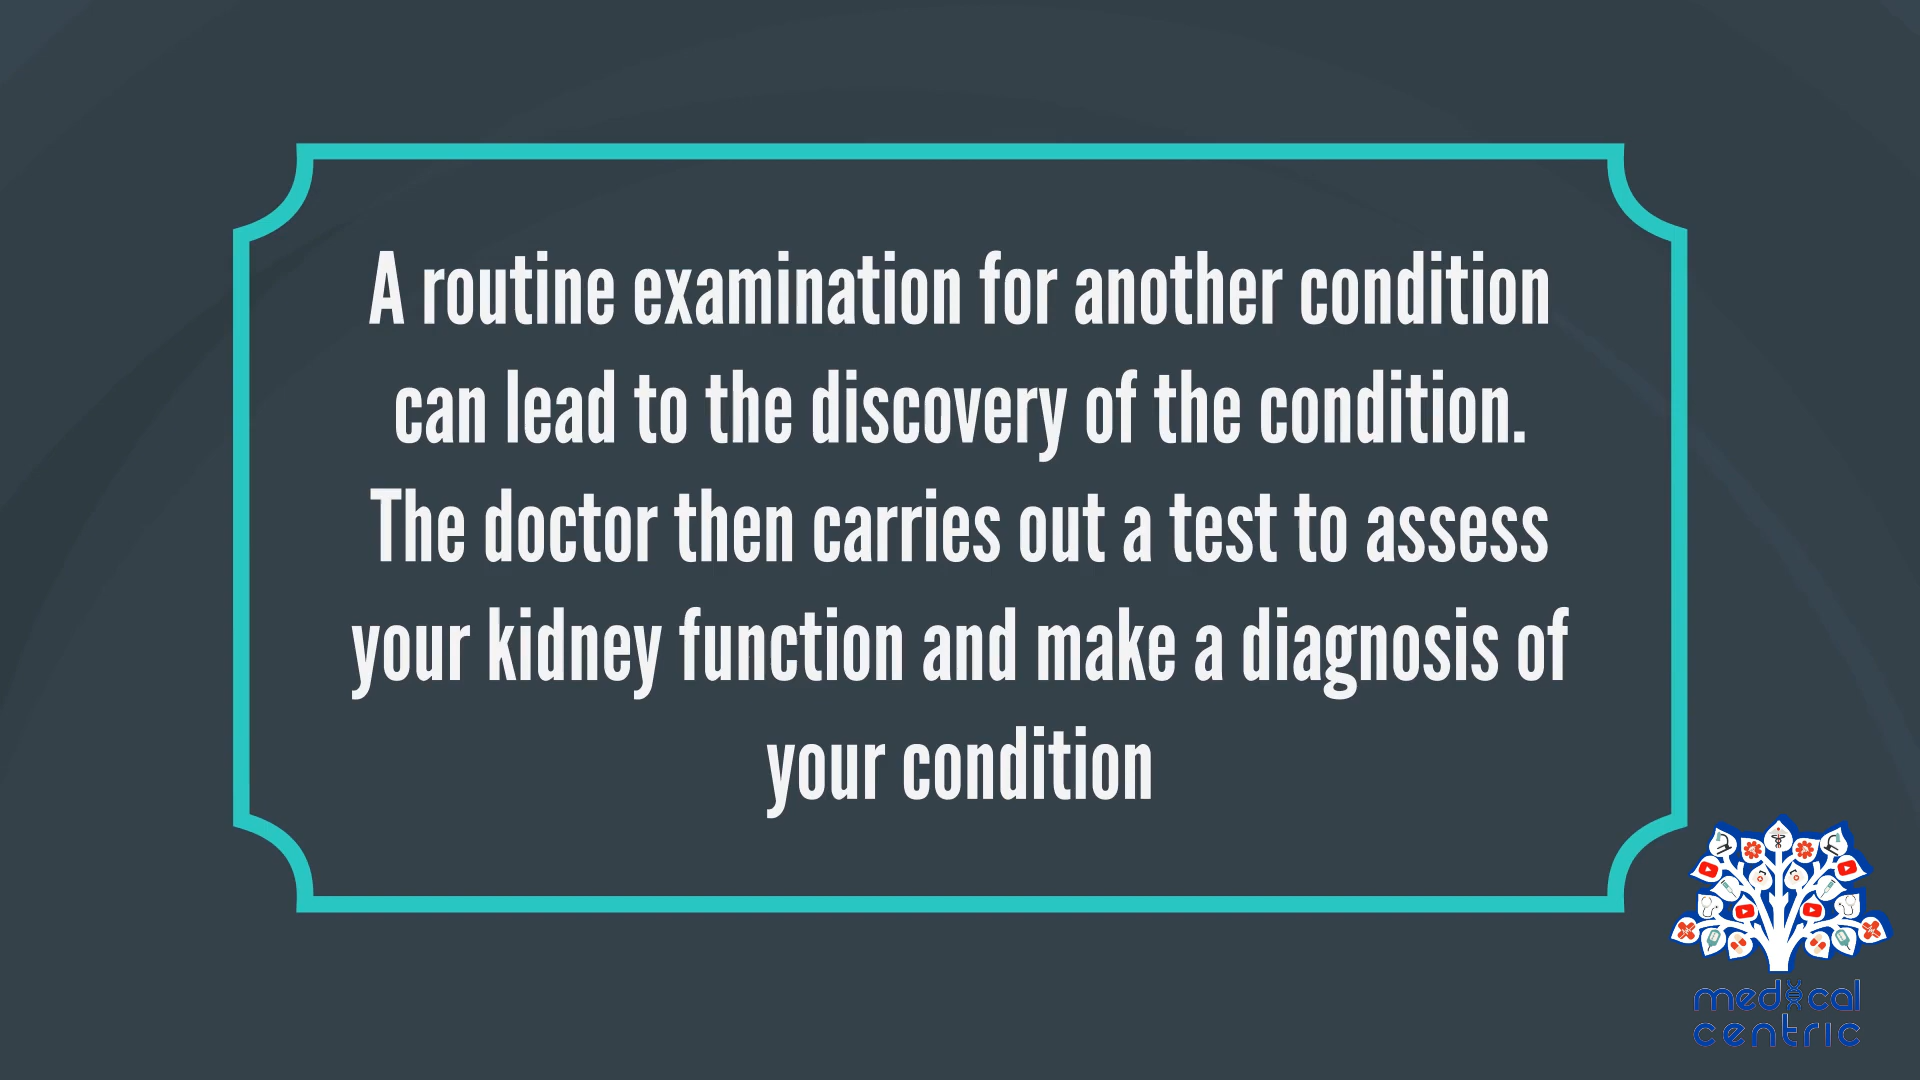 A routine examination for another condition
can lead to the discovery of the condition.
The doctor then carries out a test to assess
your kidney function and make a diagnosis of
your condition
medical
centric